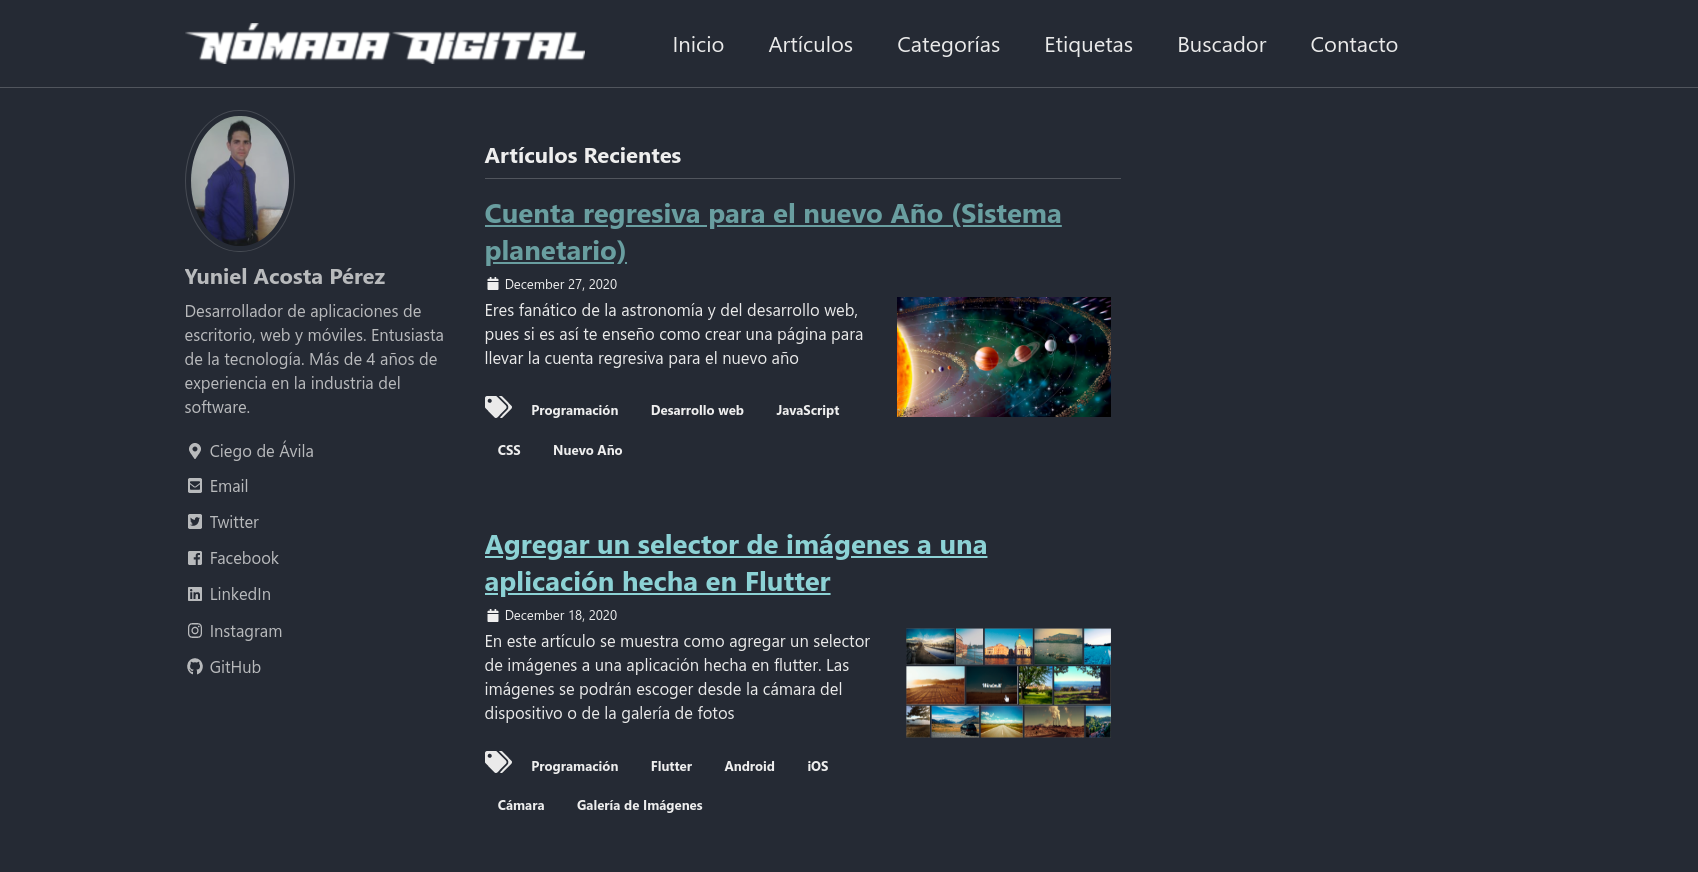 NÓMADA DIGITAL
Inicio
Artículos
Categorías
Etiquetas
Buscador
Contacto
Yuniel Acosta Pérez
Desarrollador de aplicaciones de
escritorio, web y móviles. Entusiasta
de la tecnología. Más de 4 años de
experiencia en la industria del
software.
Ciego de Ávila
Email
Twitter
Facebook
LinkedIn
Instagram
GitHub
Artículos Recientes
Cuenta regresiva para el nuevo Año (Sistema
planetario)
December 27, 2020
Eres fanático de la astronomía y del desarrollo web,
pues si es así te enseño como crear una página para
llevar la cuenta regresiva para el nuevo año
Programación
Desarrollo web
JavaScript
CSS
Nuevo Año
Agregar un selector de imágenes a una
aplicación hecha en Flutter
December 18, 2020
En este artículo se muestra como agregar un selector
de imágenes a una aplicación hecha en flutter. Las
imágenes se podrán escoger desde la cámara del
dispositivo o de la galería de fotos
Programación
Flutter
Android
iOS
Cámara
Galería de Imágenes